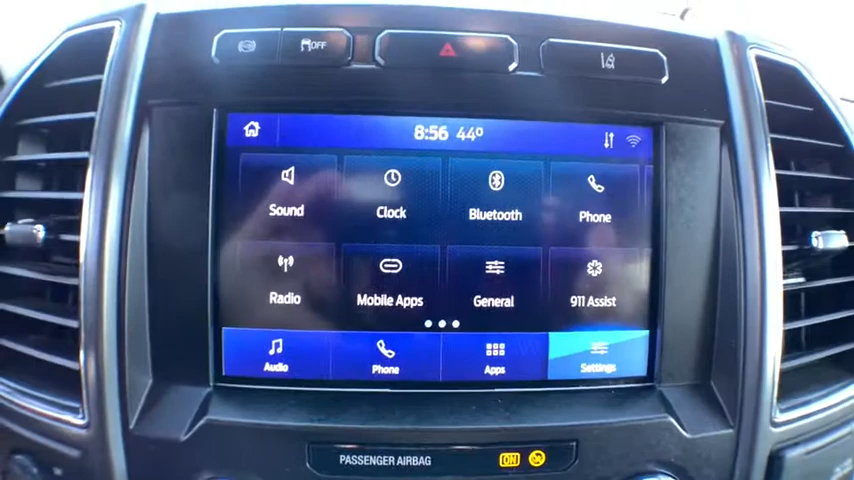 OFF
8:56 44°
Sound Clock Bluetooth Phone
Radio Mobile Apps General 911 Assist
Audio Phone Apps Settings
PASSENGER AIRBAG ON